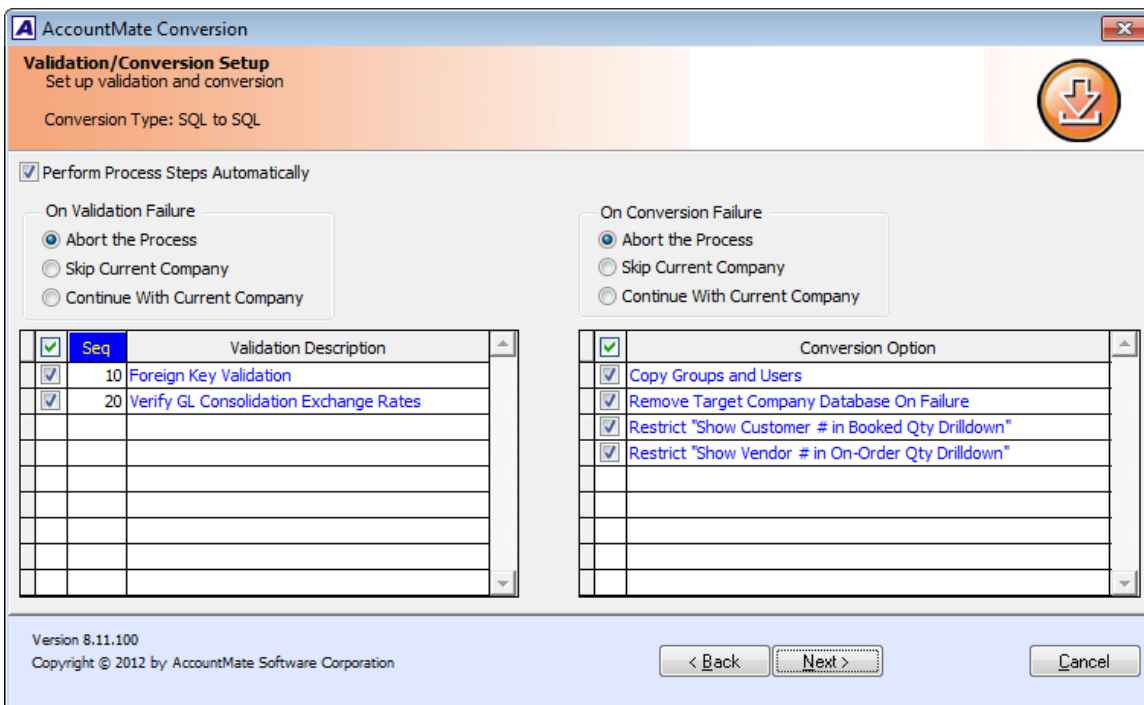 A AccountMate Conversion
Validation/Conversion Setup
Set up validation and conversion
Conversion Type: SQL to SQL
Perform Process Steps Automatically
On Validation Failure
Abort the Process
Skip Current Company
Continue With Current Company
On Conversion Failure
Abort the Process
Skip Current Company
Continue With Current Company
Seq Validation Description
10 Foreign Key Validation
20 Verify GL Consolidation Exchange Rates
Conversion Option
Copy Groups and Users
Remove Target Company Database On Failure
Restrict "Show Customer # in Booked Qty Drilldown"
Restrict "Show Vendor # in On-Order Qty Drilldown"
Version 8.11.100
Copyright © 2012 by AccountMate Software Corporation
< Back Next > Cancel